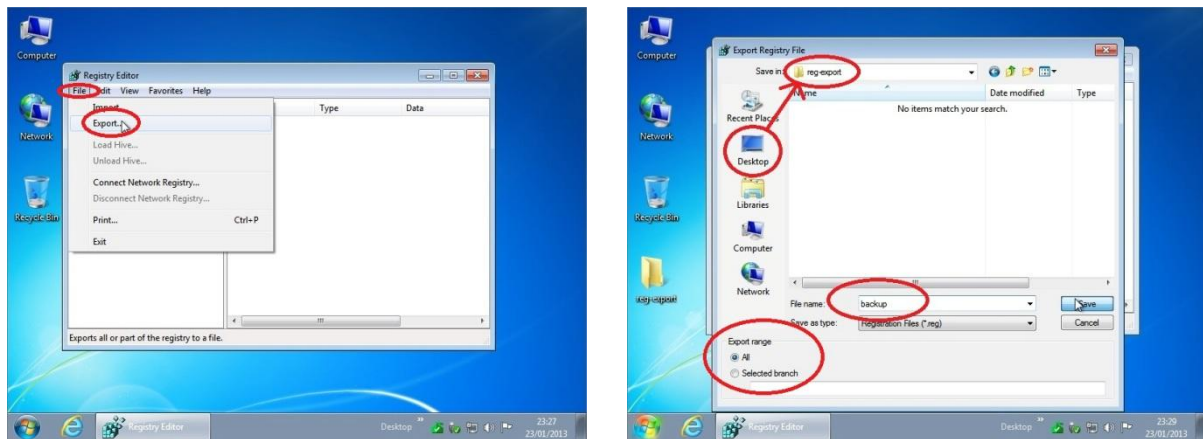 Computer
Registry Editor
File Edit View Favorites Help
Import...
Type Data
Export...
Network
Load Hive...
Unload Hive...
Connect Network Registry...
Disconnect Network Registry...
Recycle Bin
Print... Ctrl+P
Exit
Exports all or part of the registry to a file.
Registry Editor
Desktop
23:27
23/01/2013
Computer
Export Registry File
Save in: reg-export
Name Date modified Type
No items match your search.
Recent Places
Network
Desktop
Libraries
Recycle Bin
Computer
Network
reg-export
File name: backup Save
Save as type: Registration Files (*.reg) Cancel
Export range
All
Selected branch
Registry Editor
Desktop
23:29
23/01/2013